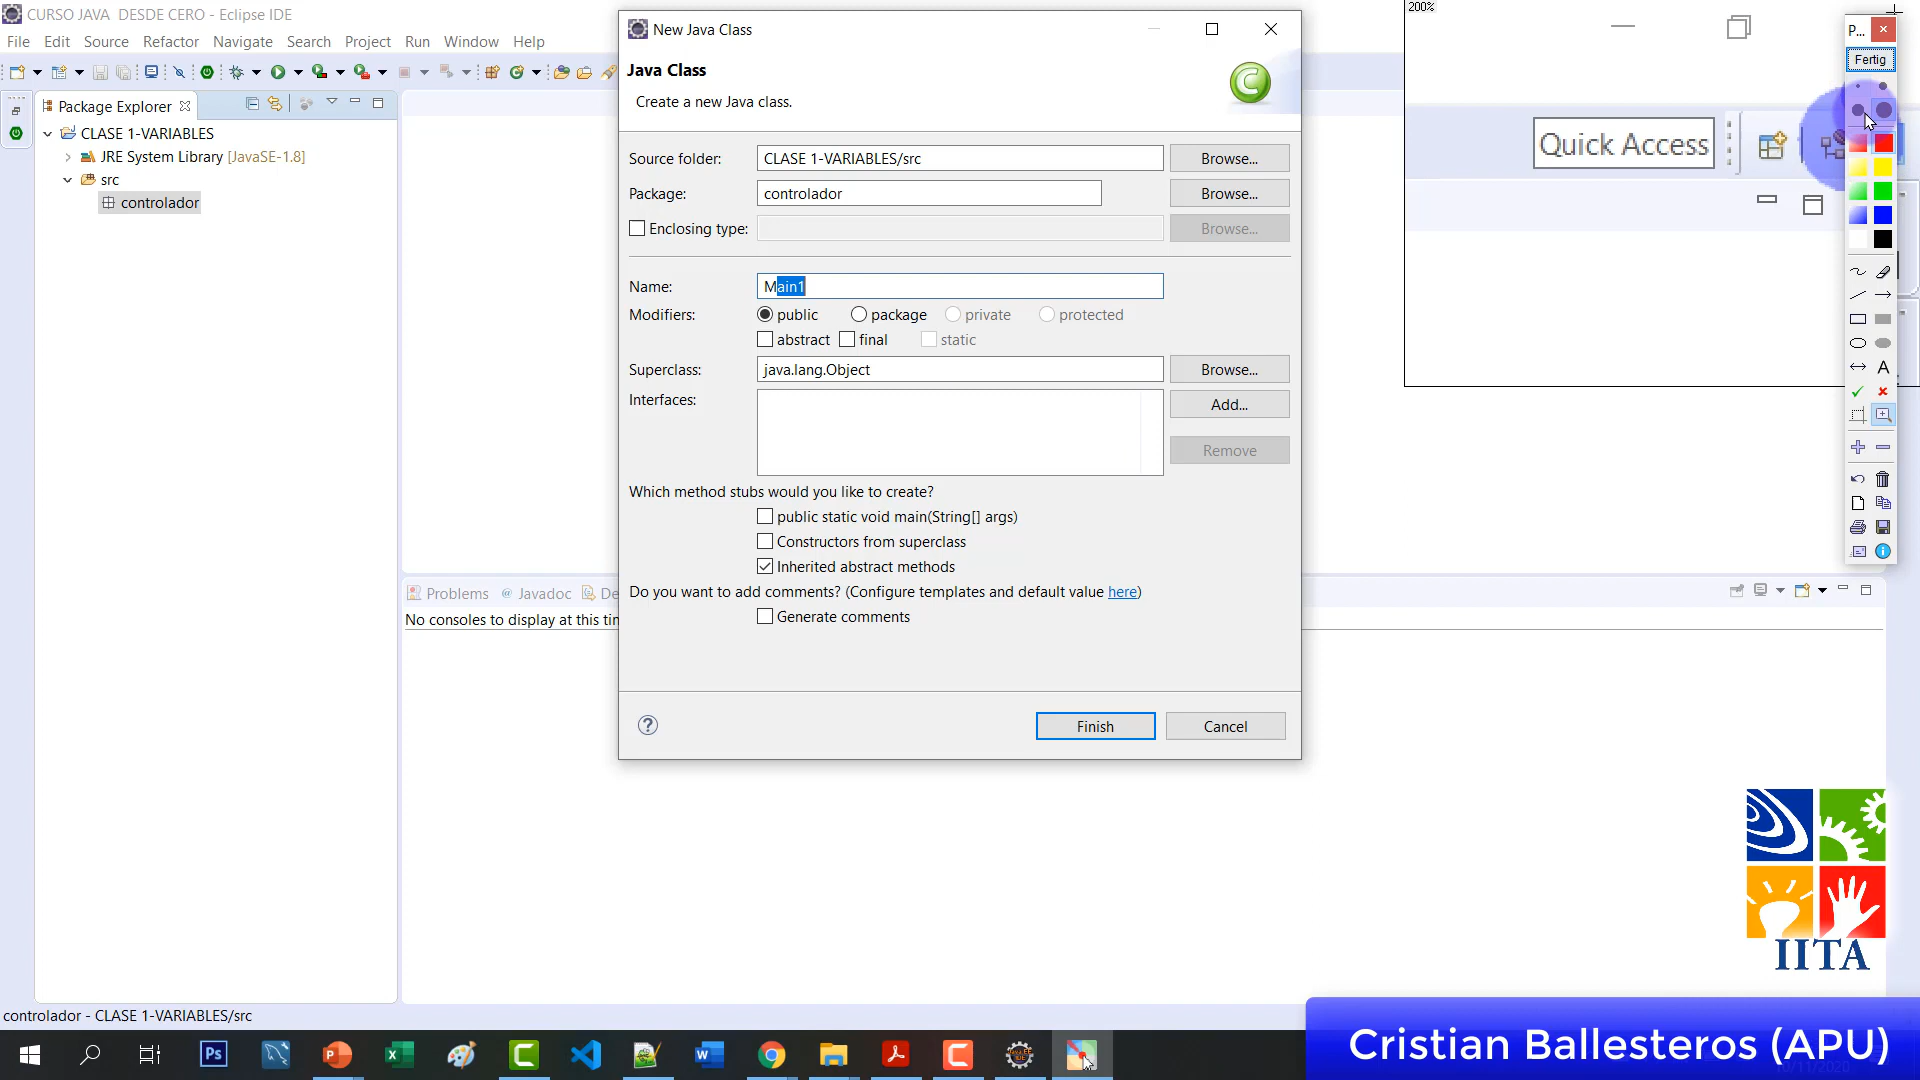 CURSO JAVA  DESDE CERO - Eclipse IDE
File Edit Source Refactor Navigate Search Project Run Window Help
Package Explorer
CLASE 1-VARIABLES
JRE System Library [JavaSE-1.8]
src
controlador
New Java Class
Java Class
Create a new Java class.
Source folder: CLASE 1-VARIABLES/src Browse...
Package: controlador Browse...
Enclosing type: Browse...
Name: Main1
Modifiers: public package private protected
abstract final static
Superclass: java.lang.Object Browse...
Interfaces: Add...
Remove
Which method stubs would you like to create?
public static void main(String[] args)
Constructors from superclass
Inherited abstract methods
Do you want to add comments? (Configure templates and default value here)
Generate comments
Finish Cancel
200%
Quick Access
P...
Fertig
A
Problems @ Javadoc De
No consoles to display at this tin
IITA
controlador - CLASE 1-VARIABLES/src
Ps
Cristian Ballesteros (APU)